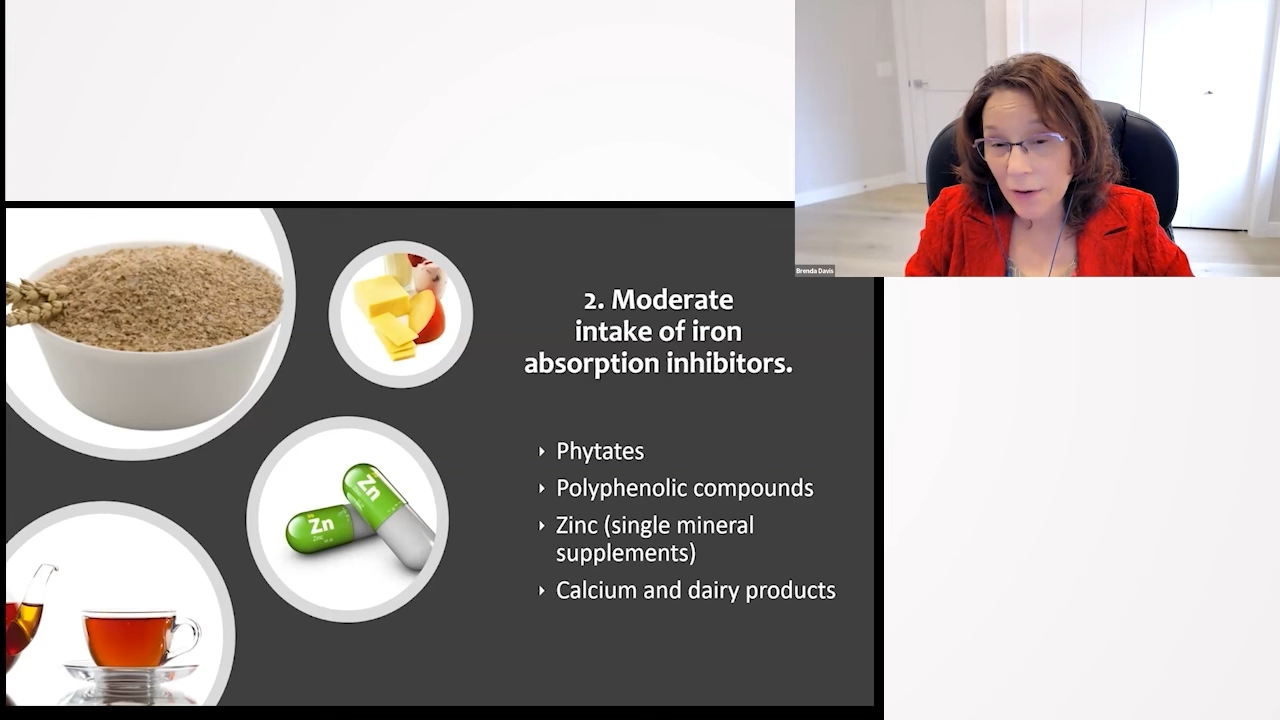 Brenda Davis
2. Moderate
intake of iron
absorption inhibitors.
Phytates
Polyphenolic compounds
Zinc (single mineral
supplements)
Calcium and dairy products
Zn
Zn
Zinc